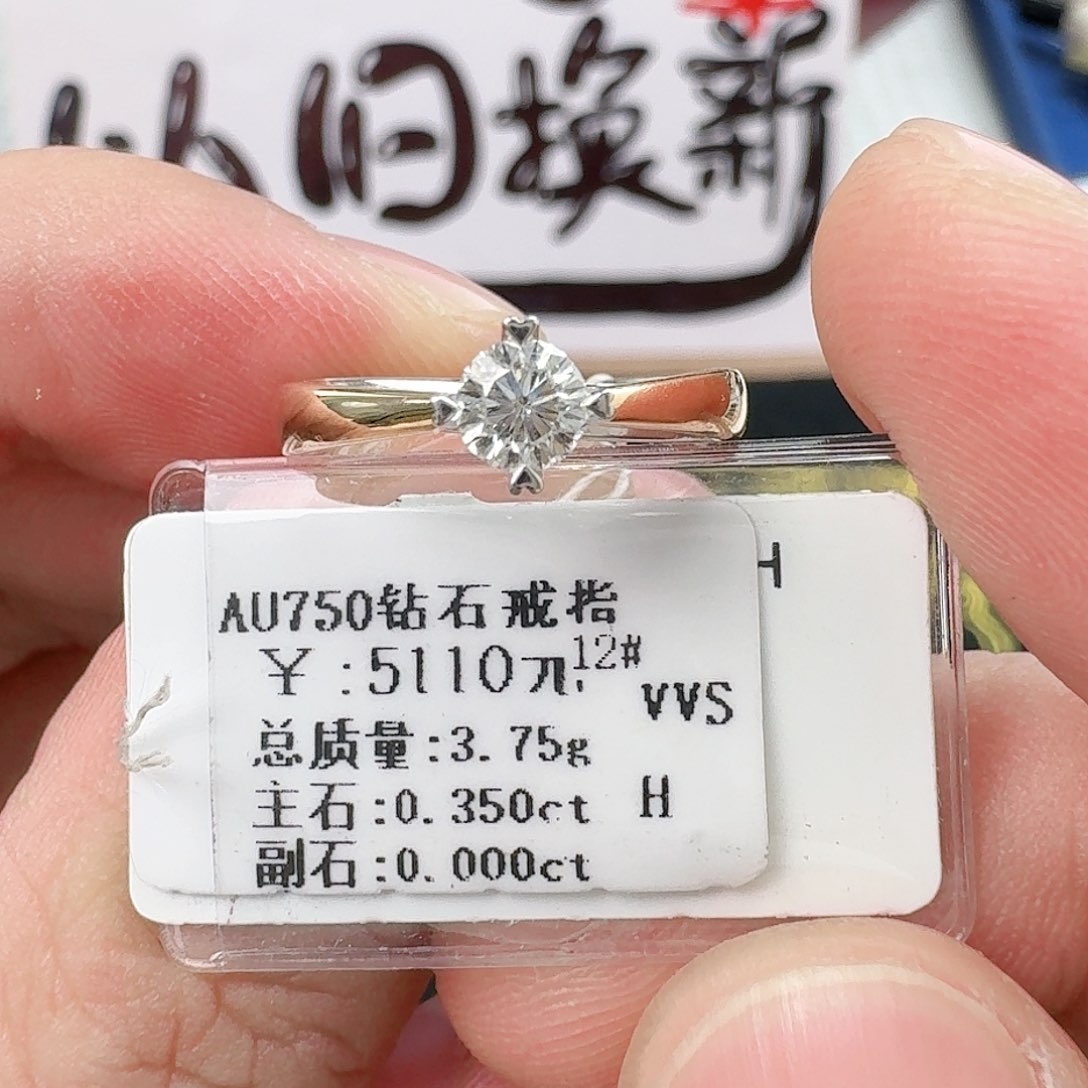 以旧换新
AU750钻石戒指
￥:5110元 12#
VVS
总质量:3.75g
主石:0.350ct H
副石:0.000ct
H